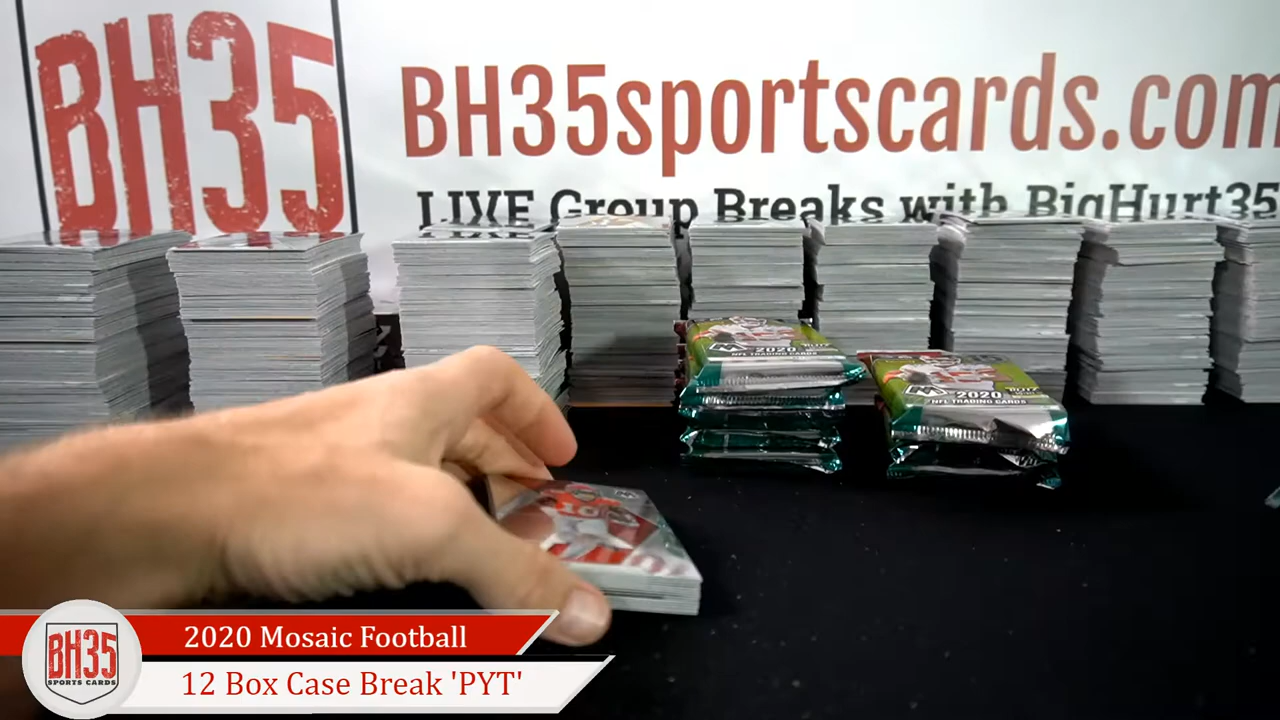 BH35
BH35sportscards.com
LIVE Group Breaks with BigHurt35
2020
NFL TRADING CARDS
2020
NFL TRADING CARDS
10
BH35
SPORTS CARDS
2020 Mosaic Football
12 Box Case Break 'PYT'